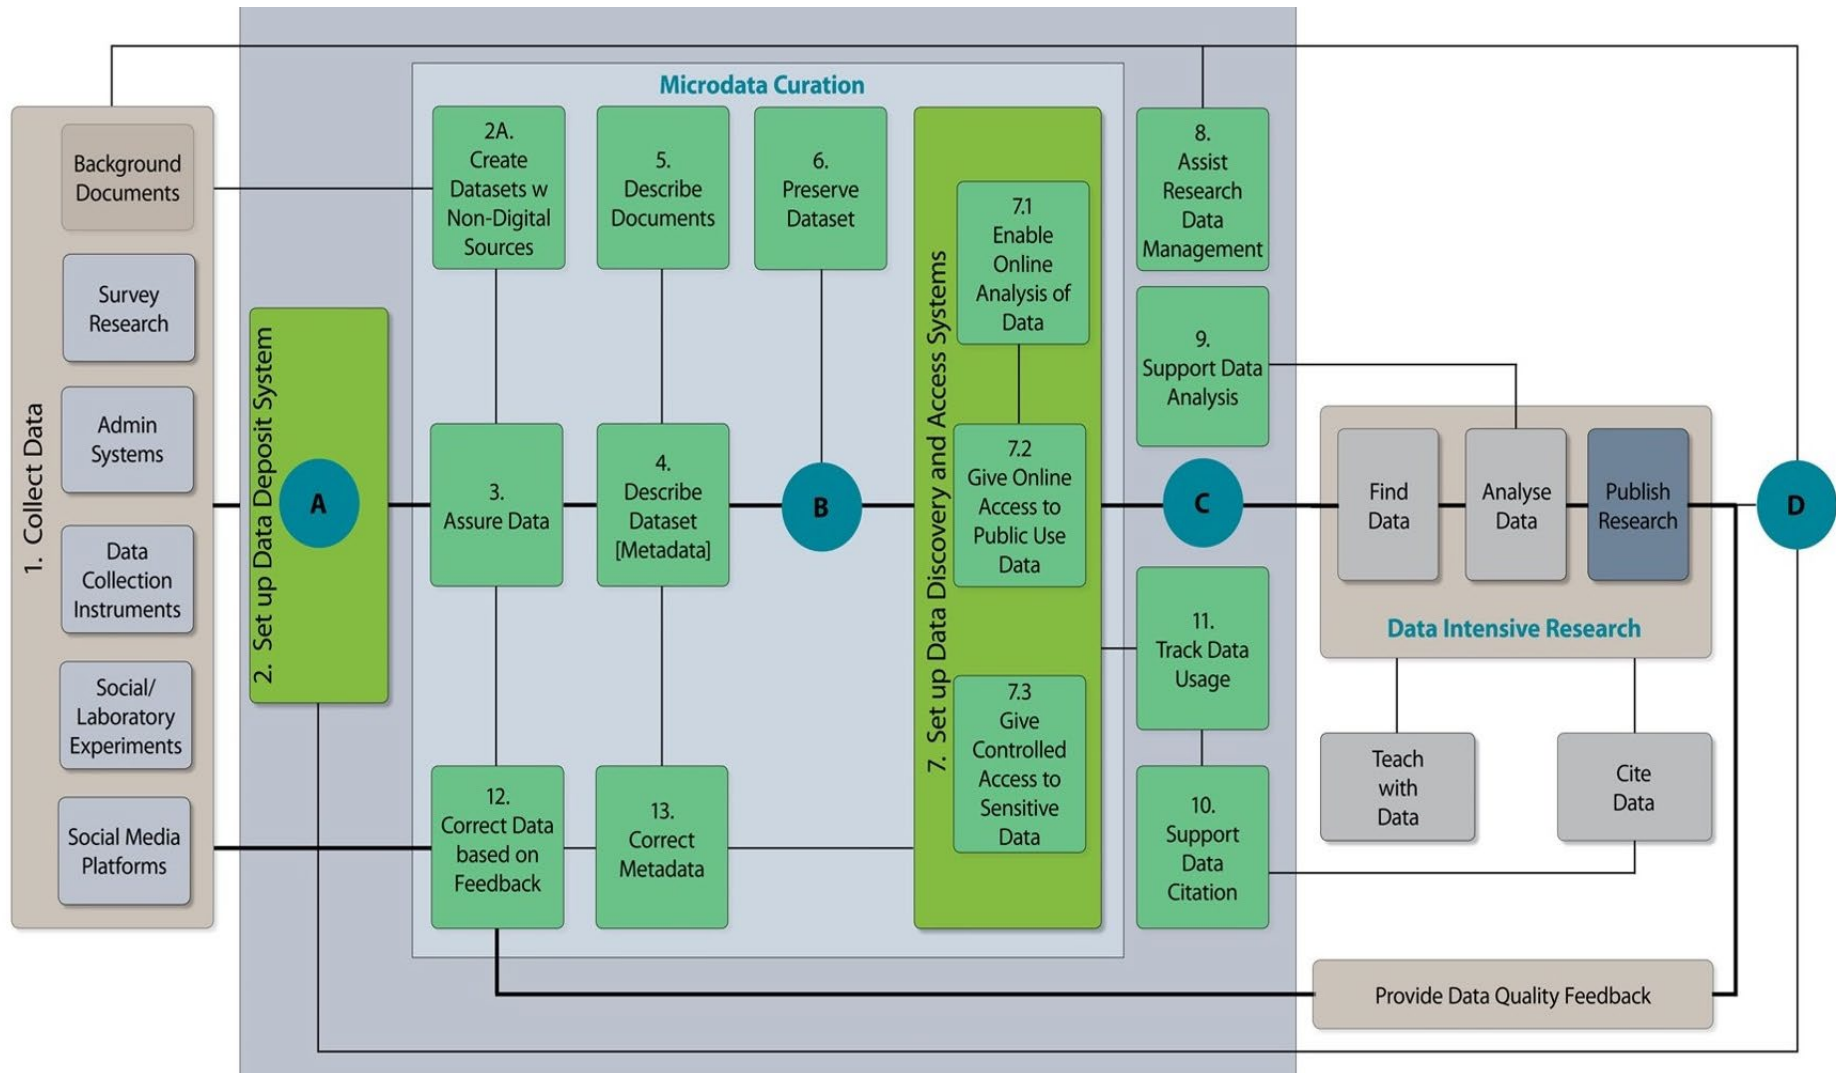 Microdata Curation
1. Collect Data
Background
Documents
Survey
Research
Admin
Systems
Data
Collection
Instruments
Social/
Laboratory
Experiments
Social Media
Platforms
2. Set up Data Deposit System
A
2A.
Create
Datasets w
Non-Digital
Sources
3.
Assure Data
12.
Correct Data
based on
Feedback
5.
Describe
Documents
4.
Describe
Dataset
[Metadata]
13.
Correct
Metadata
6.
Preserve
Dataset
B
7. Set up Data Discovery and Access Systems
7.1
Enable
Online
Analysis of
Data
7.2
Give Online
Access to
Public Use
Data
7.3
Give
Controlled
Access to
Sensitive
Data
8.
Assist
Research
Data
Management
9.
Support Data
Analysis
C
11.
Track Data
Usage
10.
Support
Data
Citation
Find
Data
Analyse
Data
Publish
Research
Data Intensive Research
Teach
with
Data
Cite
Data
Provide Data Quality Feedback
D